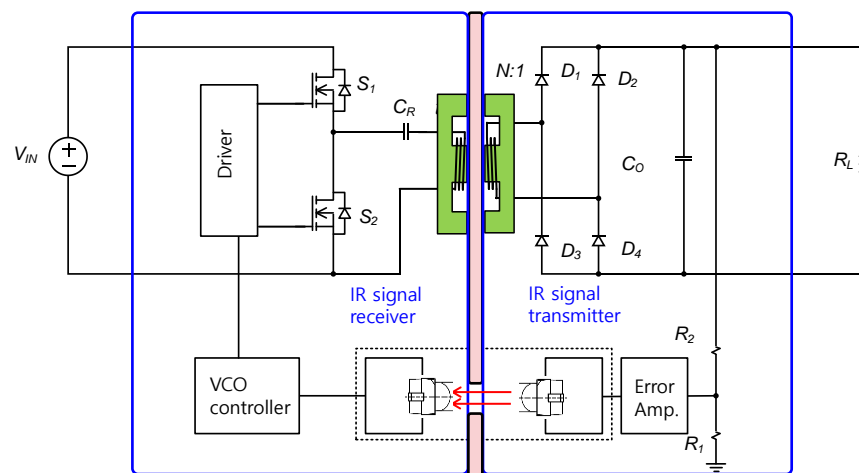 N:1
D1
D2
S1
CR
VIN
Driver
CO
RL
S2
D3
D4
IR signal
receiver
IR signal
transmitter
R2
VCO
controller
Error
Amp.
R1